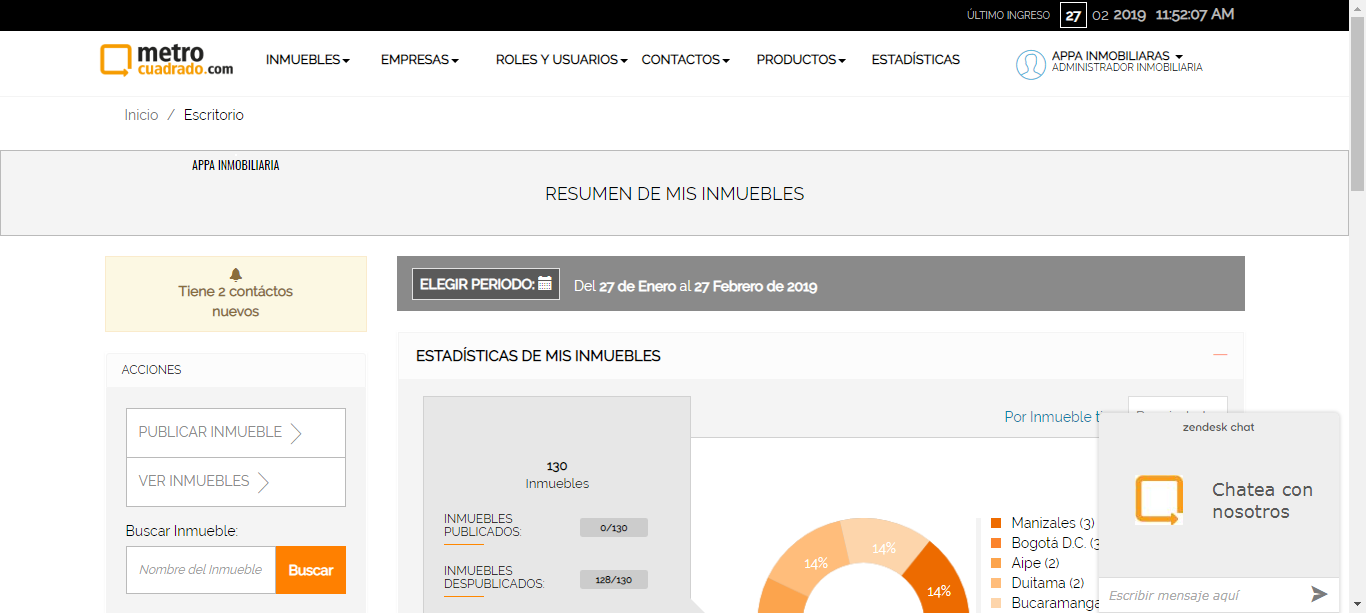 ÚLTIMO INGRESO 27 02 2019 11:52:07 AM
metro
cuadrado.com
INMUEBLES EMPRESAS ROLES Y USUARIOS CONTACTOS PRODUCTOS ESTADÍSTICAS
APPA INMOBILIARAS
ADMINISTRADOR INMOBILIARIA
Inicio / Escritorio
APPA INMOBILIARIA
RESUMEN DE MIS INMUEBLES
Tiene 2 contáctos
nuevos
ELEGIR PERIODO: Del 27 de Enero al 27 Febrero de 2019
ACCIONES
PUBLICAR INMUEBLE
VER INMUEBLES
Buscar Inmueble:
Nombre del Inmueble Buscar
ESTADÍSTICAS DE MIS INMUEBLES
Por Inmueble
130
Inmuebles
INMUEBLES
PUBLICADOS: 0/130
INMUEBLES
DESPUBLICADOS: 128/130
14%
14%
14%
Manizales (3)
Bogotá D.C. (3
Aipe (2)
Duitama (2)
Bucaramanga
zendesk chat
Chatea con
nosotros
Escribir mensaje aquí